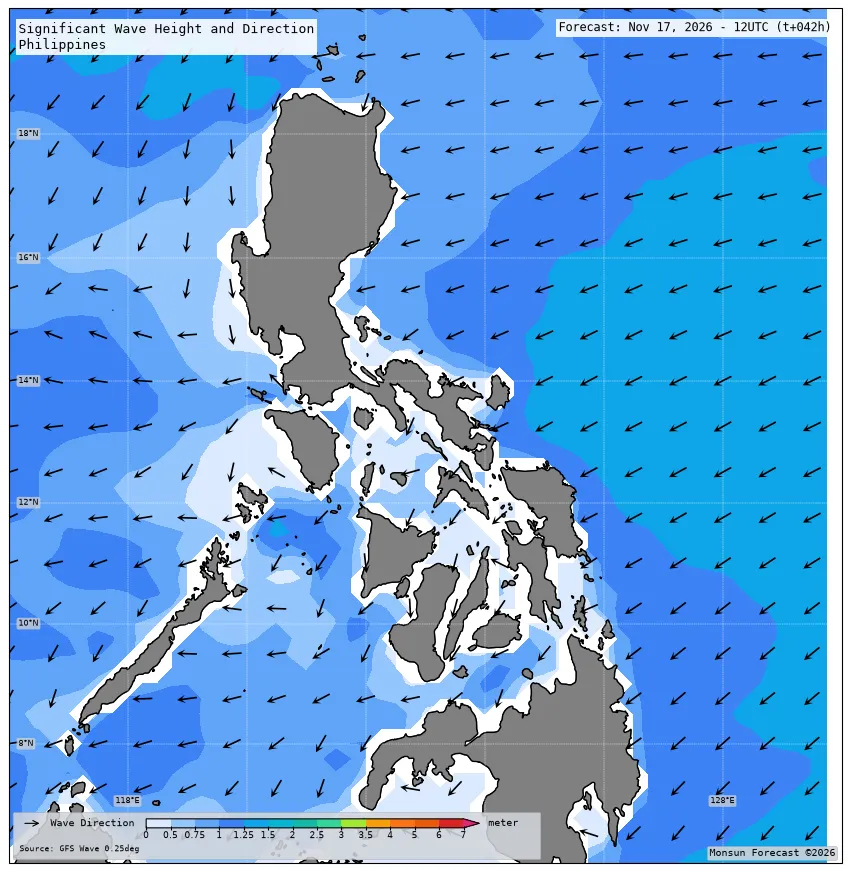 Significant Wave Height and Direction
Philippines
Forecast: Nov 17, 2026 - 12UTC (t+042h)
18°N
16°N
14°N
12°N
10°N
8°N
118°E
128°E
Wave Direction
0 0.5 0.75 1 1.25 1.5 2 2.5 3 3.5 4 5 6 7
meter
Source: GFS Wave 0.25deg
Monsun Forecast ©2026